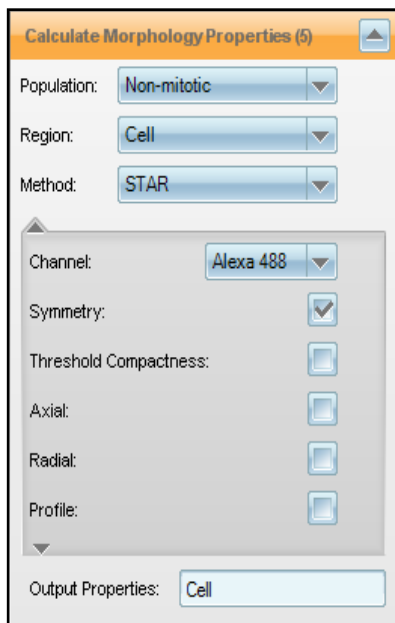 Calculate Morphology Properties (5)
Population: Non-mitotic
Region: Cell
Method: STAR
Channel: Alexa 488
Symmetry:
Threshold Compactness:
Axial:
Radial:
Profile:
Output Properties: Cell